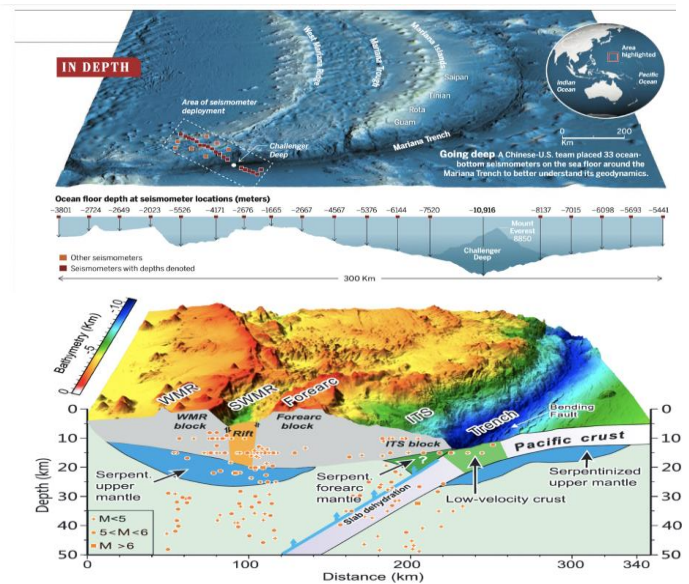 IN DEPTH
Area of seismometer
deployment
West Mariana Ridge
Mariana Trough
Mariana Islands
Saipan
Tinian
Rota
Guam
Mariana Trench
Challenger
Deep
Area
highlighted
Indian
Ocean
Pacific
Ocean
Km
0 200
Going deep A Chinese-U.S. team placed 33 ocean-
bottom seismometers on the sea floor around the
Mariana Trench to better understand its geodynamics.
Ocean floor depth at seismometer locations (meters)
−3801 −2724 −2649 −2023 −5526 −4171 −2676 −1665 −2667 −4567 −5376 −6144 −7520 −10,916 −8137 −7015 −6098 −5693 −5441
Mount
Everest
8850
Challenger
Deep
Other seismometers
Seismometers with depths denoted
300 Km
Bathymetry (Km)
0 -5 -10
WMR
SWMR
Forearc
ITS
Trench
Bending
Fault
WMR
block
Rift
Forearc
block
ITS block
Pacific crust
Serpent.
upper
mantle
Serpent.
forearc
mantle
?
Low-velocity crust
Serpentinized
upper mantle
Slab dehydration
Depth (km)
0
10
20
30
40
50
0
10
20
30
40
50
M<5
5<M<6
M >6
0 100 200 300 350
Distance (km)